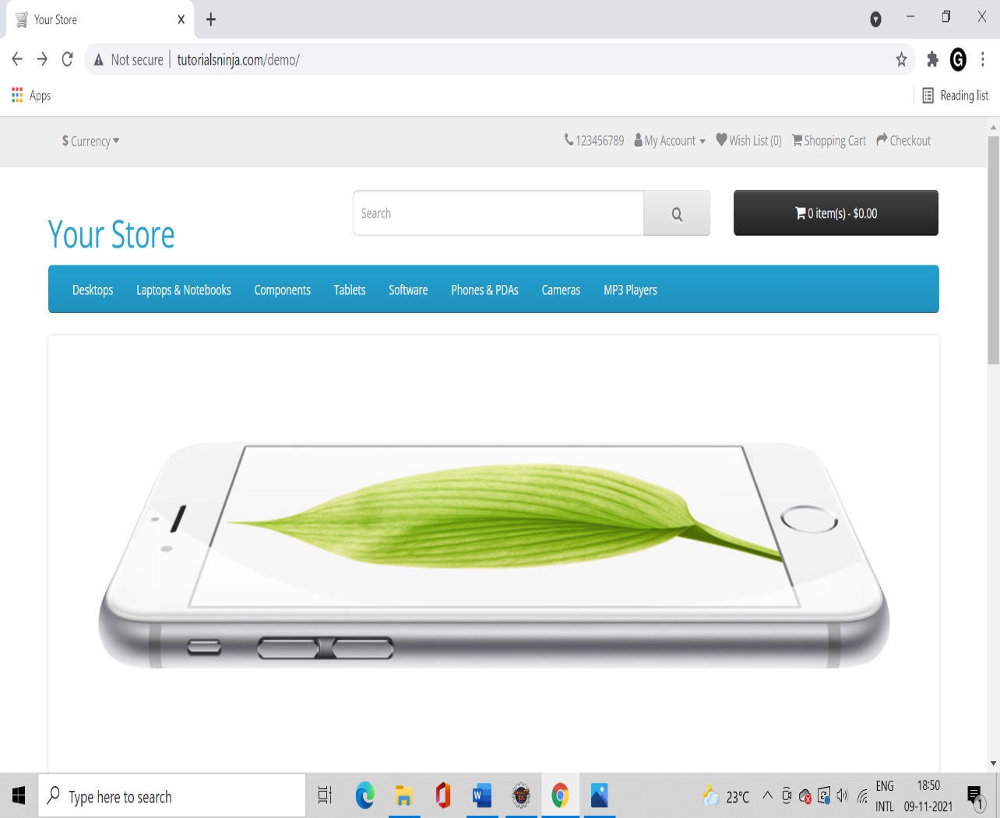 Your Store
Not secure
tutorialsninja.com/demo/
Apps
Reading list
$ Currency
123456789 My Account Wish List (0) Shopping Cart Checkout
Search
0 item(s) - $0.00
Your Store
Desktops Laptops & Notebooks Components Tablets Software Phones & PDAs Cameras MP3 Players
Type here to search
23°C
ENG
INTL
18:50
09-11-2021
1